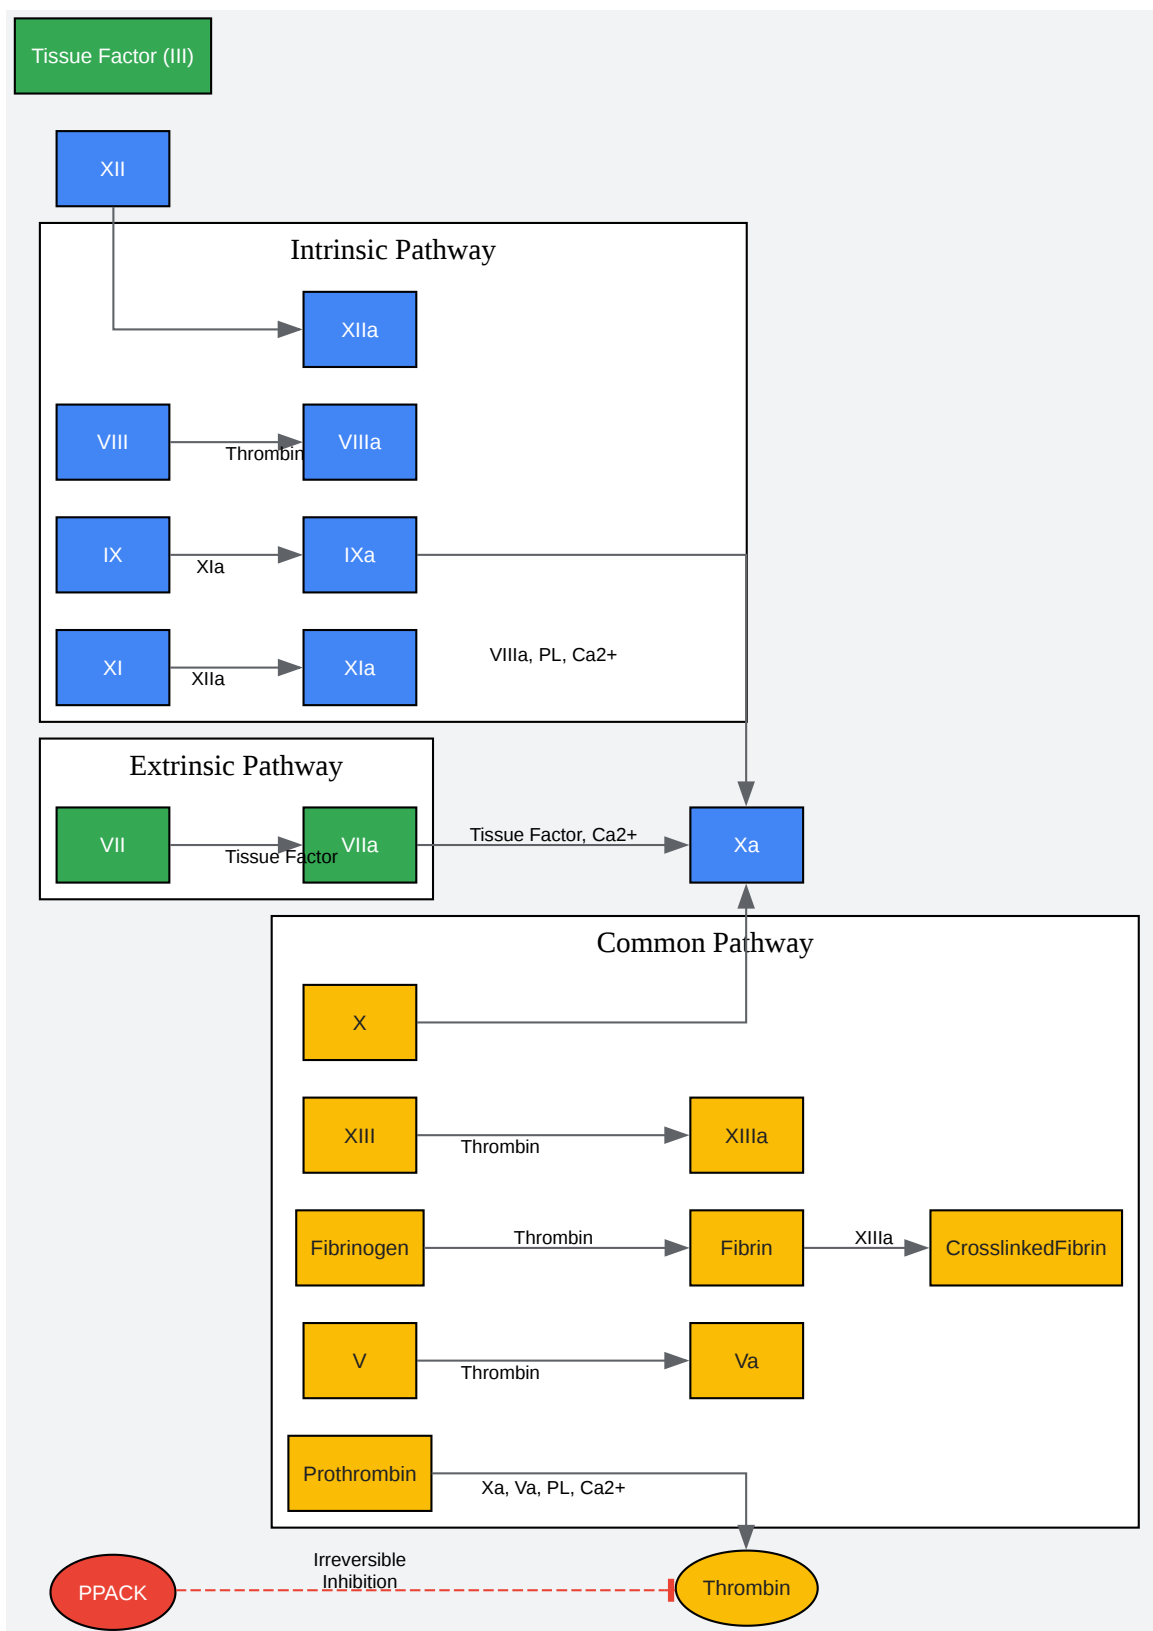 Tissue Factor (III)
XII
Intrinsic Pathway
XIIa
VIII
Thrombin
VIIIa
IX
XIa
IXa
VIIIa, PL, Ca2+
XI
XIIa
XIa
Extrinsic Pathway
VII
Tissue Factor
VIIa
Tissue Factor, Ca2+
Xa
Common Pathway
X
XIII
Thrombin
XIIIa
Fibrinogen
Thrombin
Fibrin
XIIIa
CrosslinkedFibrin
V
Thrombin
Va
Prothrombin
Xa, Va, PL, Ca2+
PPACK
Irreversible
Inhibition
Thrombin